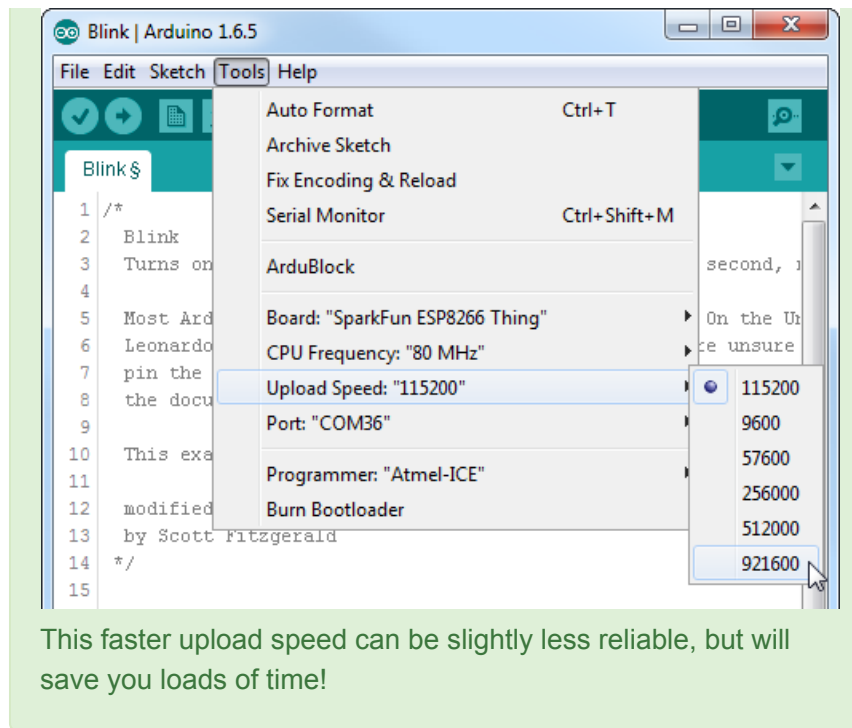 Blink | Arduino 1.6.5
File Edit Sketch Tools Help
Auto Format Ctrl+T
Archive Sketch
Fix Encoding & Reload
Serial Monitor Ctrl+Shift+M
ArduBlock
Board: "SparkFun ESP8266 Thing"
CPU Frequency: "80 MHz"
Upload Speed: "115200"
Port: "COM36"
Programmer: "Atmel-ICE"
Burn Bootloader
115200
9600
57600
256000
512000
921600
Blink§
1 /*
2 Blink
3 Turns on second,
4
5 Most On the
6 Leonardo unsure
7 pin the
8 the
9
10 This
11
12 modified
13 by Scott Fitzgerald
14 */
15
This faster upload speed can be slightly less reliable, but will
save you loads of time!